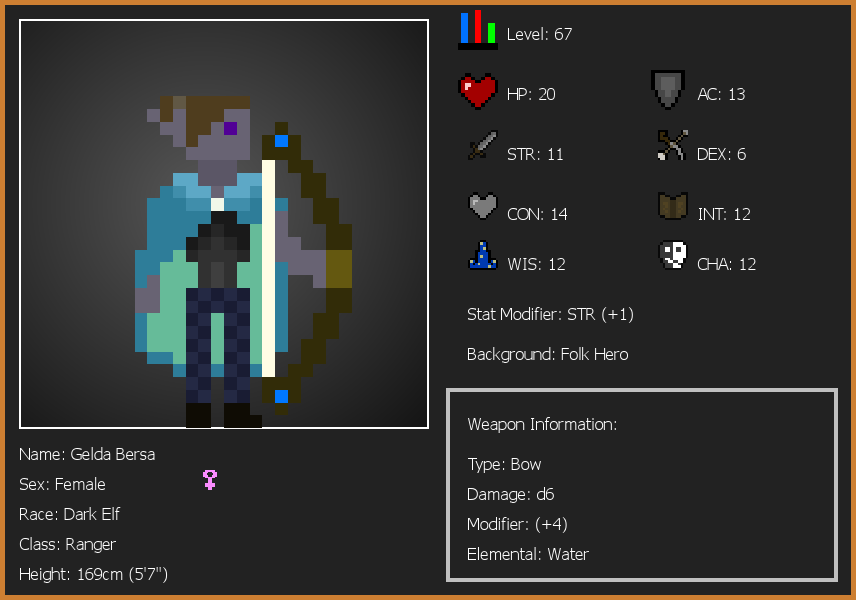 Level: 67
HP: 20
AC: 13
STR: 11
DEX: 6
CON: 14
INT: 12
WIS: 12
CHA: 12
Stat Modifier: STR (+1)
Background: Folk Hero
Weapon Information:
Type: Bow
Damage: d6
Modifier: (+4)
Elemental: Water
Name: Gelda Bersa
Sex: Female
Race: Dark Elf
Class: Ranger
Height: 169cm (5'7")